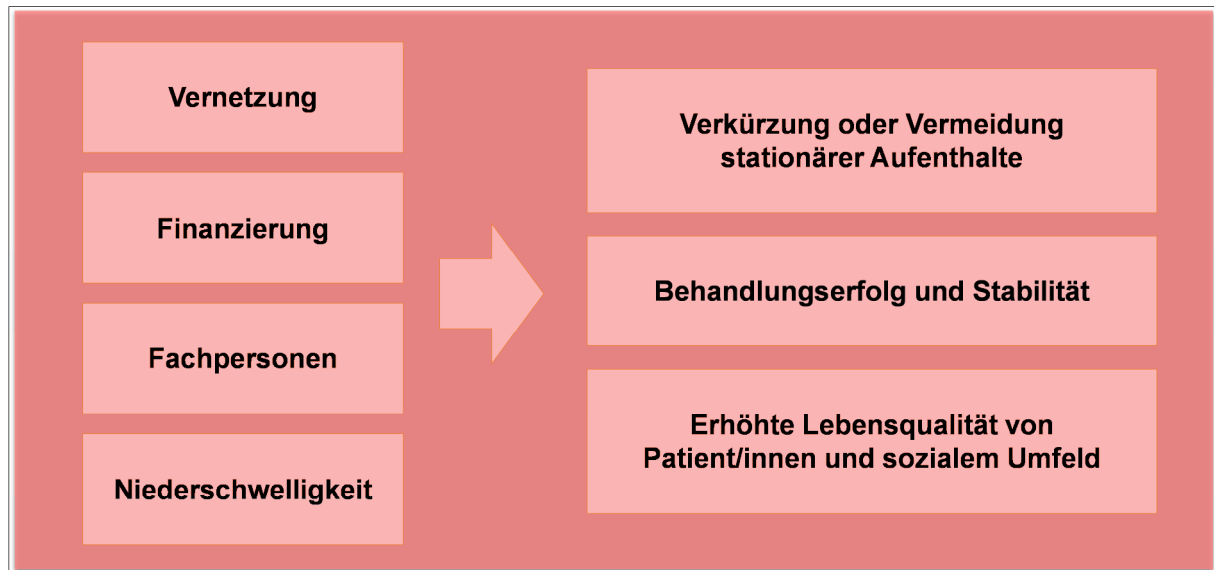 Vernetzung
Finanzierung
Fachpersonen
Niederschwelligkeit
Verkürzung oder Vermeidung
stationärer Aufenthalte
Behandlungserfolg und Stabilität
Erhöhte Lebensqualität von
Patient/innen und sozialem Umfeld